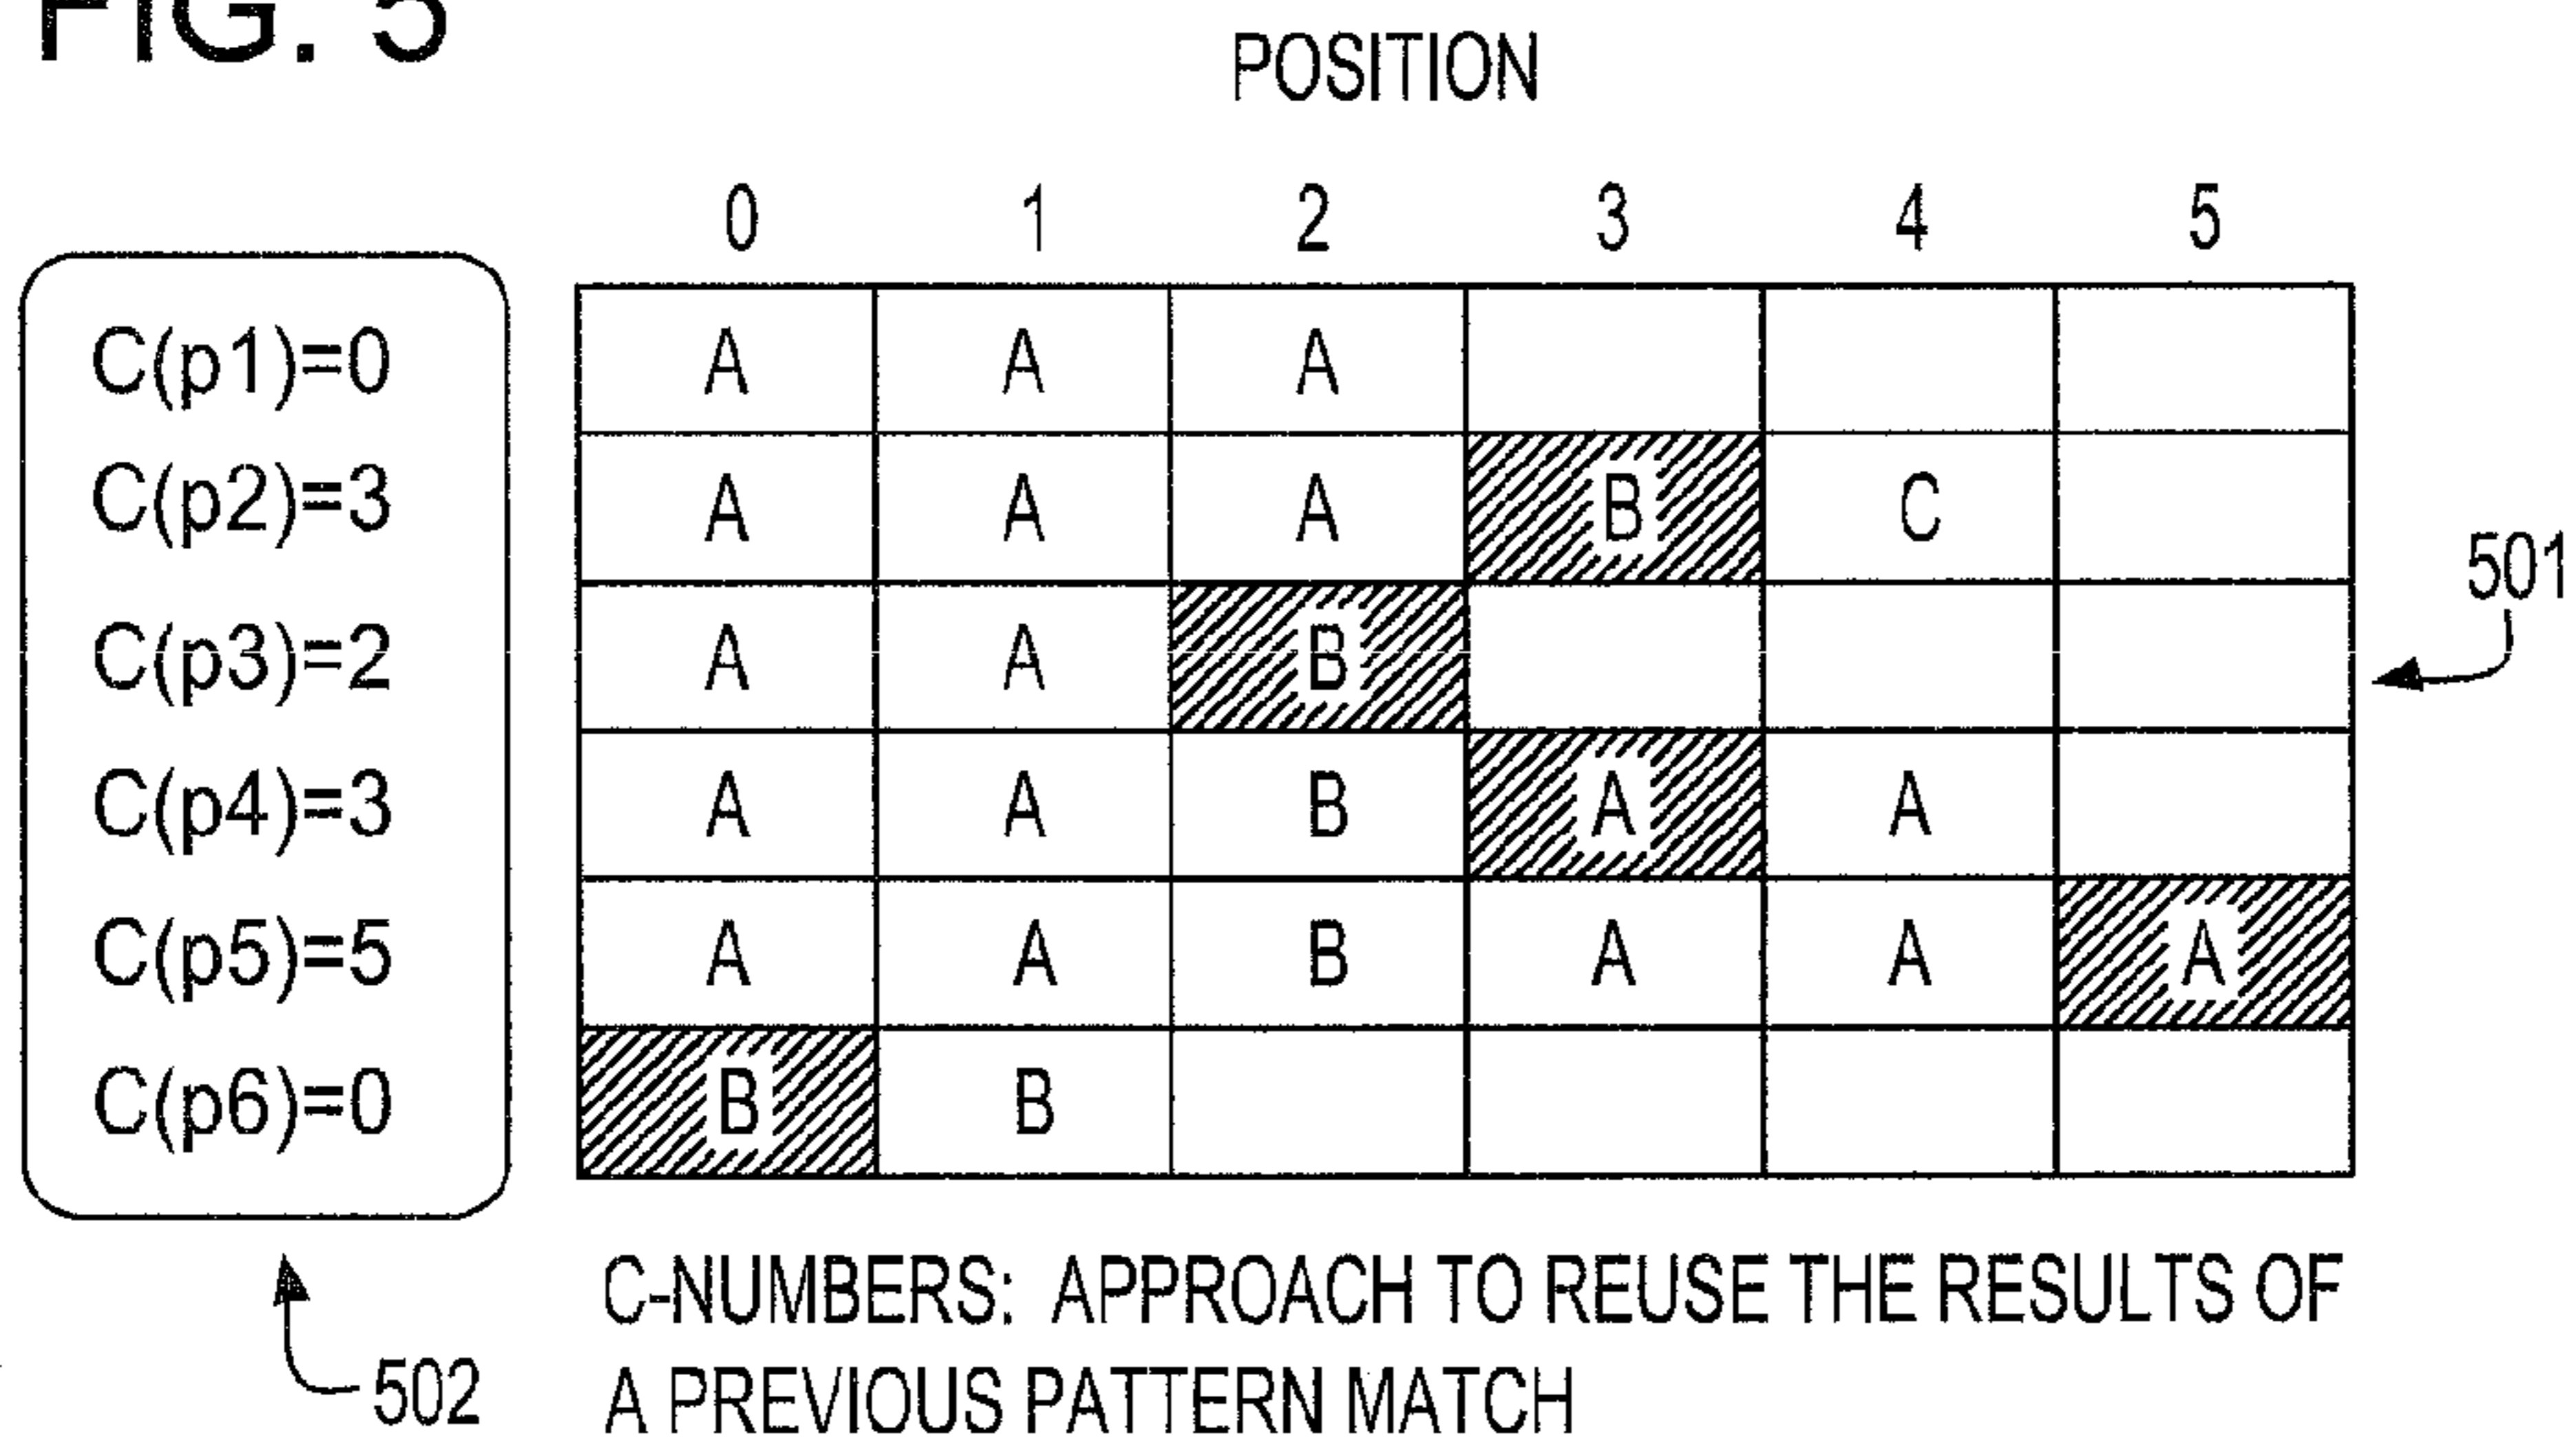 FIG. 5
POSITION
0 1 2 3 4 5
C(p1)=0 A A A
C(p2)=3 A A A B C
C(p3)=2 A A B
C(p4)=3 A A B A A
C(p5)=5 A A B A A A
C(p6)=0 B B
501
502
C-NUMBERS: APPROACH TO REUSE THE RESULTS OF
A PREVIOUS PATTERN MATCH